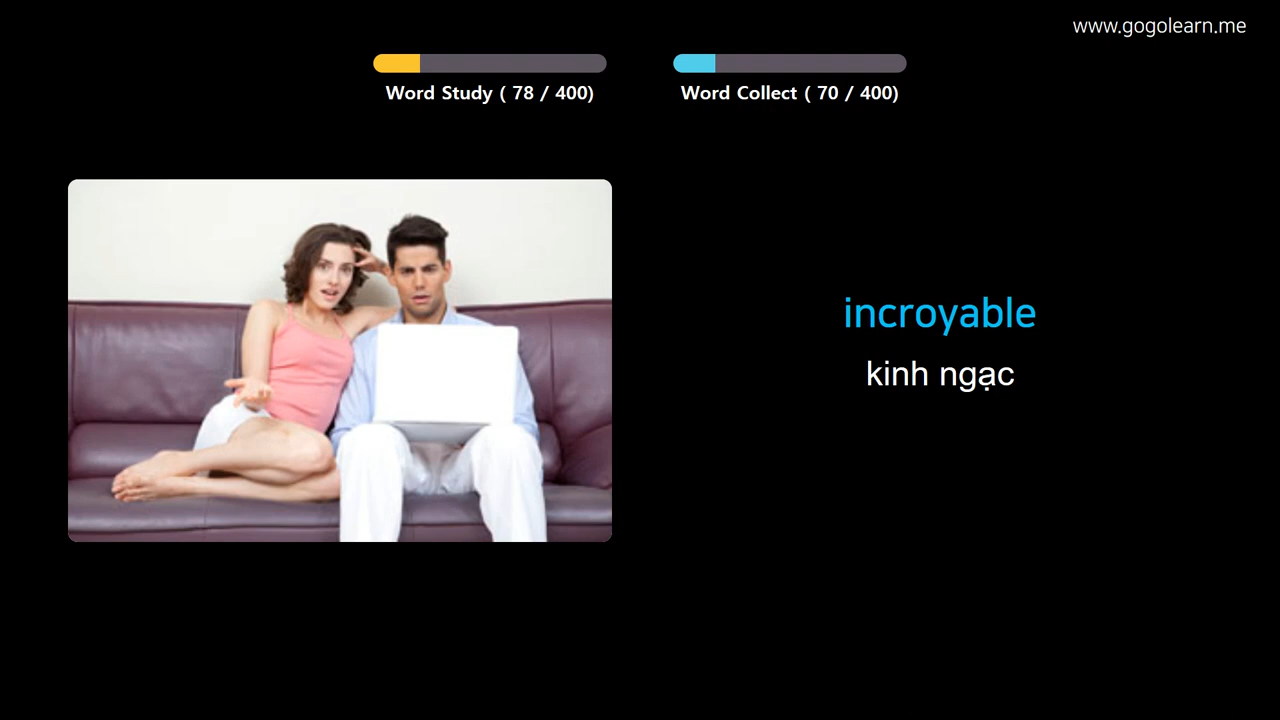 www.gogolearn.me
Word Study ( 78 / 400)
Word Collect ( 70 / 400)
incroyable
kinh ngạc